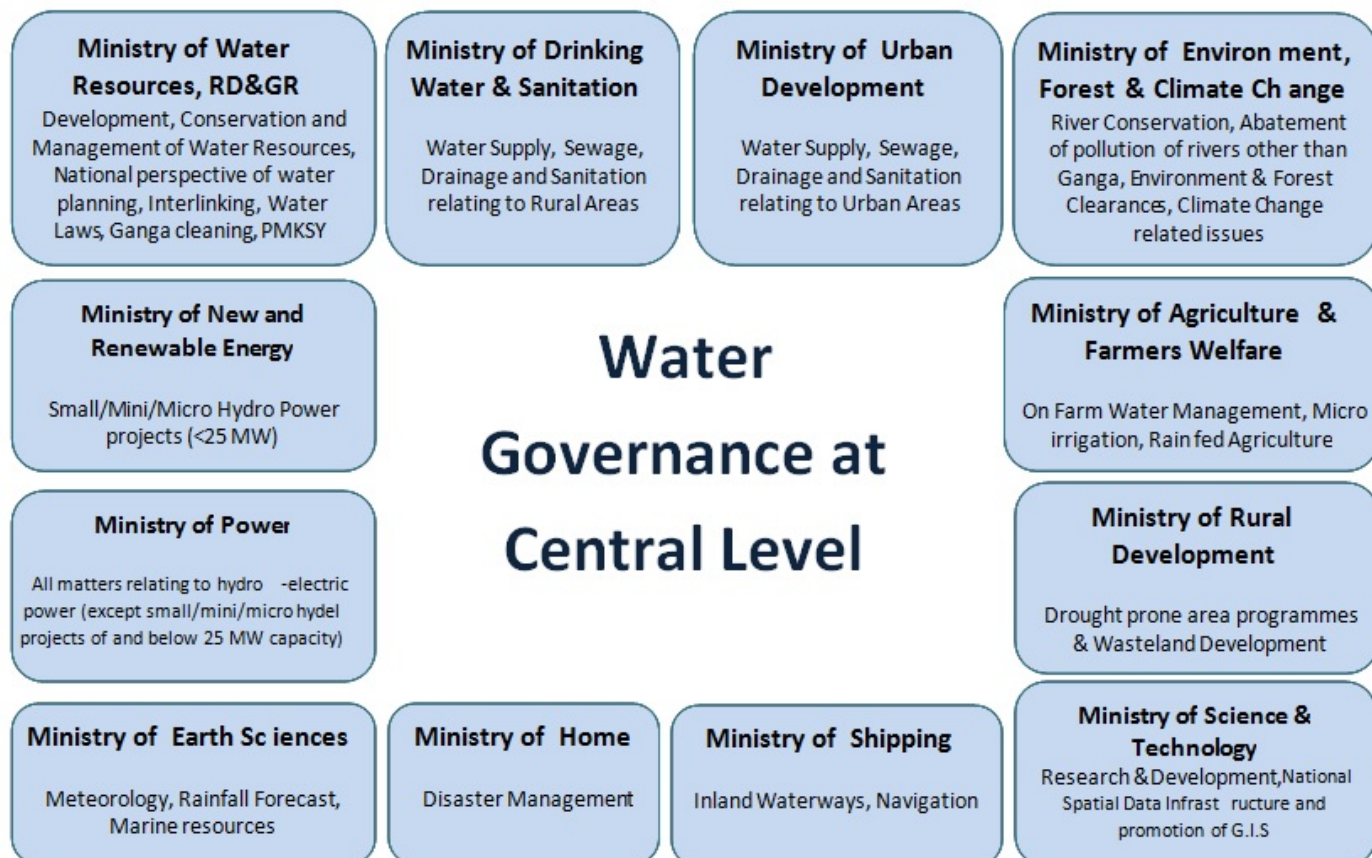 Ministry of Water
Resources, RD&GR
Development, Conservation and
Management of Water Resources,
National perspective of water
planning, Interlinking, Water
Laws, Ganga cleaning, PMKSY
Ministry of Drinking
Water & Sanitation
Water Supply, Sewage,
Drainage and Sanitation
relating to Rural Areas
Ministry of Urban
Development
Water Supply, Sewage,
Drainage and Sanitation
relating to Urban Areas
Ministry of Environ ment,
Forest & Climate Ch ange
River Conservation, Abatement
of pollution of rivers other than
Ganga, Environment & Forest
Clearances, Climate Change
related issues
Ministry of New and
Renewable Energy
Small/Mini/Micro Hydro Power
projects (<25 MW)
Water
Governance at
Central Level
Ministry of Agriculture &
Farmers Welfare
On Farm Water Management, Micro
irrigation, Rain fed Agriculture
Ministry of Power
All matters relating to hydro -electric
power (except small/mini/micro hydel
projects of and below 25 MW capacity)
Ministry of Rural
Development
Drought prone area programmes
& Wasteland Development
Ministry of Earth Sc iences
Meteorology, Rainfall Forecast,
Marine resources
Ministry of Home
Disaster Management
Ministry of Shipping
Inland Waterways, Navigation
Ministry of Science &
Technology
Research &Development,National
Spatial Data Infrast ructure and
promotion of G.I.S